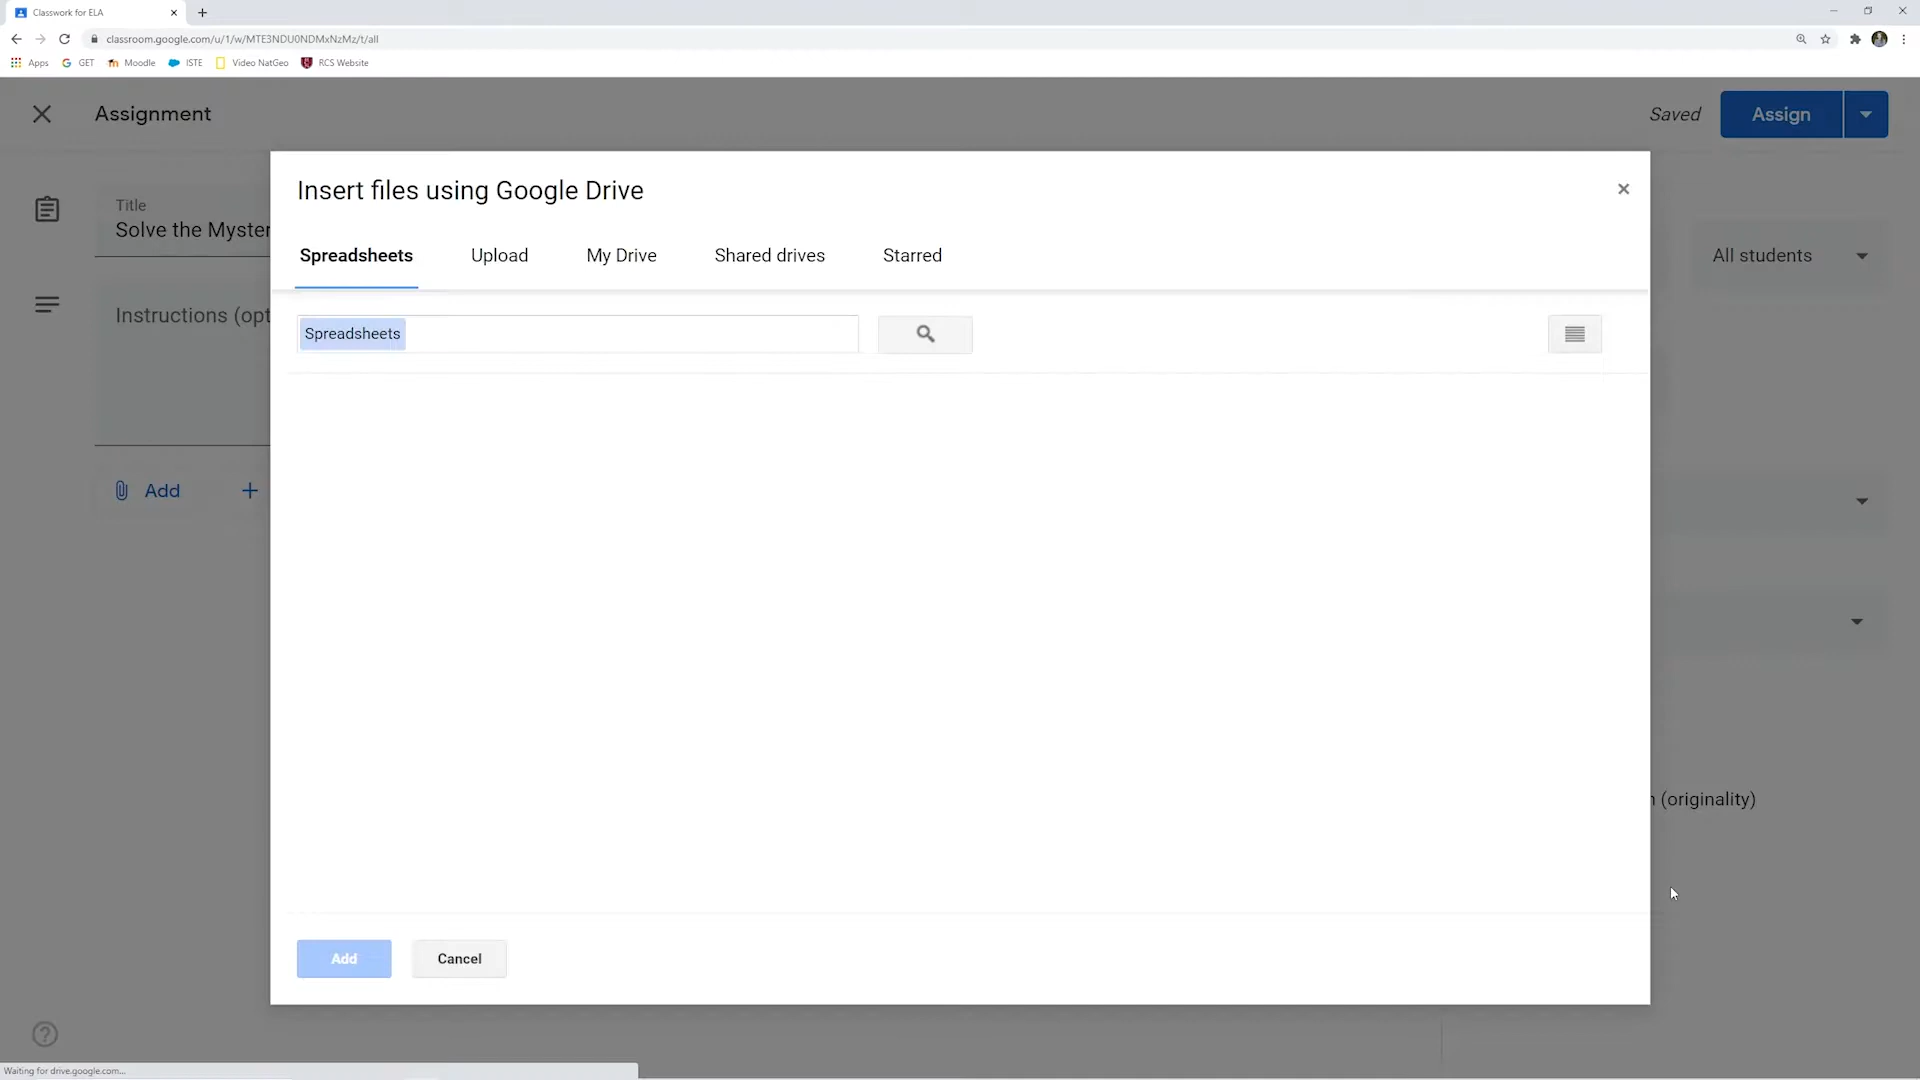 Classwork for ELA
classroom.google.com/u/1/w/MTE3NDU0NDMxNzMz/t/all
Apps GET Moodle ISTE Video NatGeo RCS Website
Assignment Saved Assign
Insert files using Google Drive
Title
Solve the Myster
Spreadsheets Upload My Drive Shared drives Starred
All students
Instructions (opt
Spreadsheets
Add
n (originality)
Add Cancel
Waiting for drive.google.com...